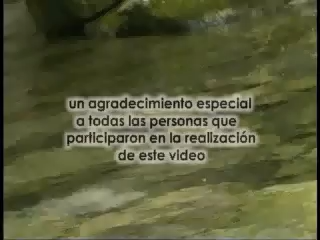 un agradecimiento especial
a todas las personas que
participaron en la realización
de este video